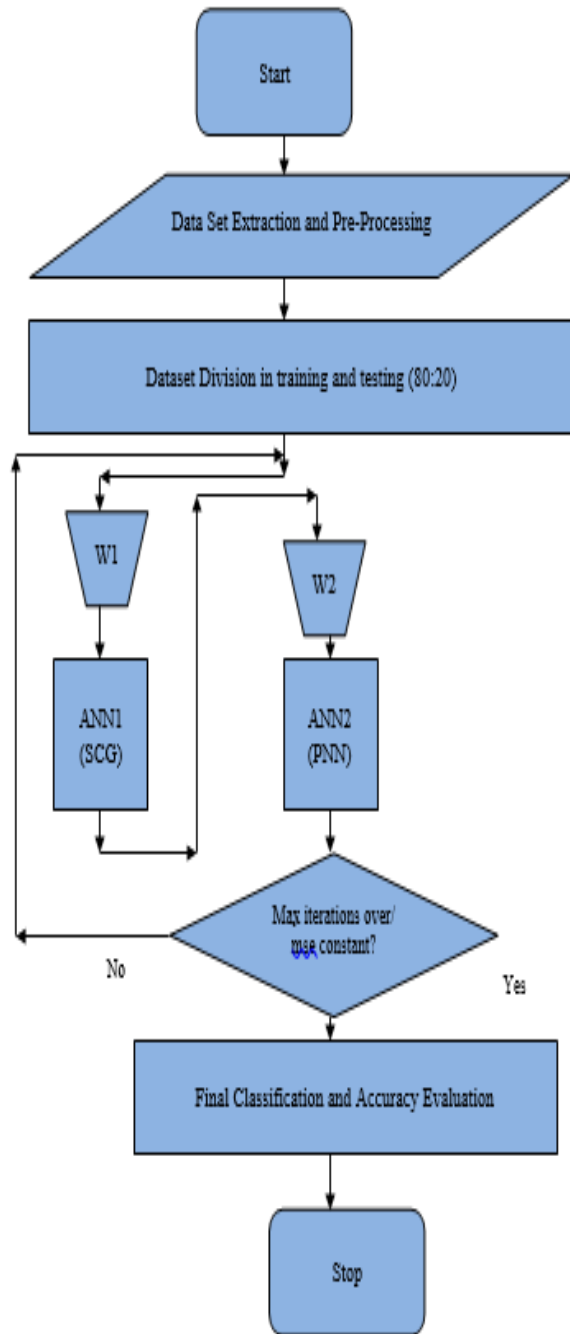 Start
Data Set Extraction and Pre-Processing
Dataset Division in training and testing (80:20)
W1
W2
ANN1
(SCG)
ANN2
(PNN)
Max iterations over/
mse constant?
No
Yes
Final Classification and Accuracy Evaluation
Stop